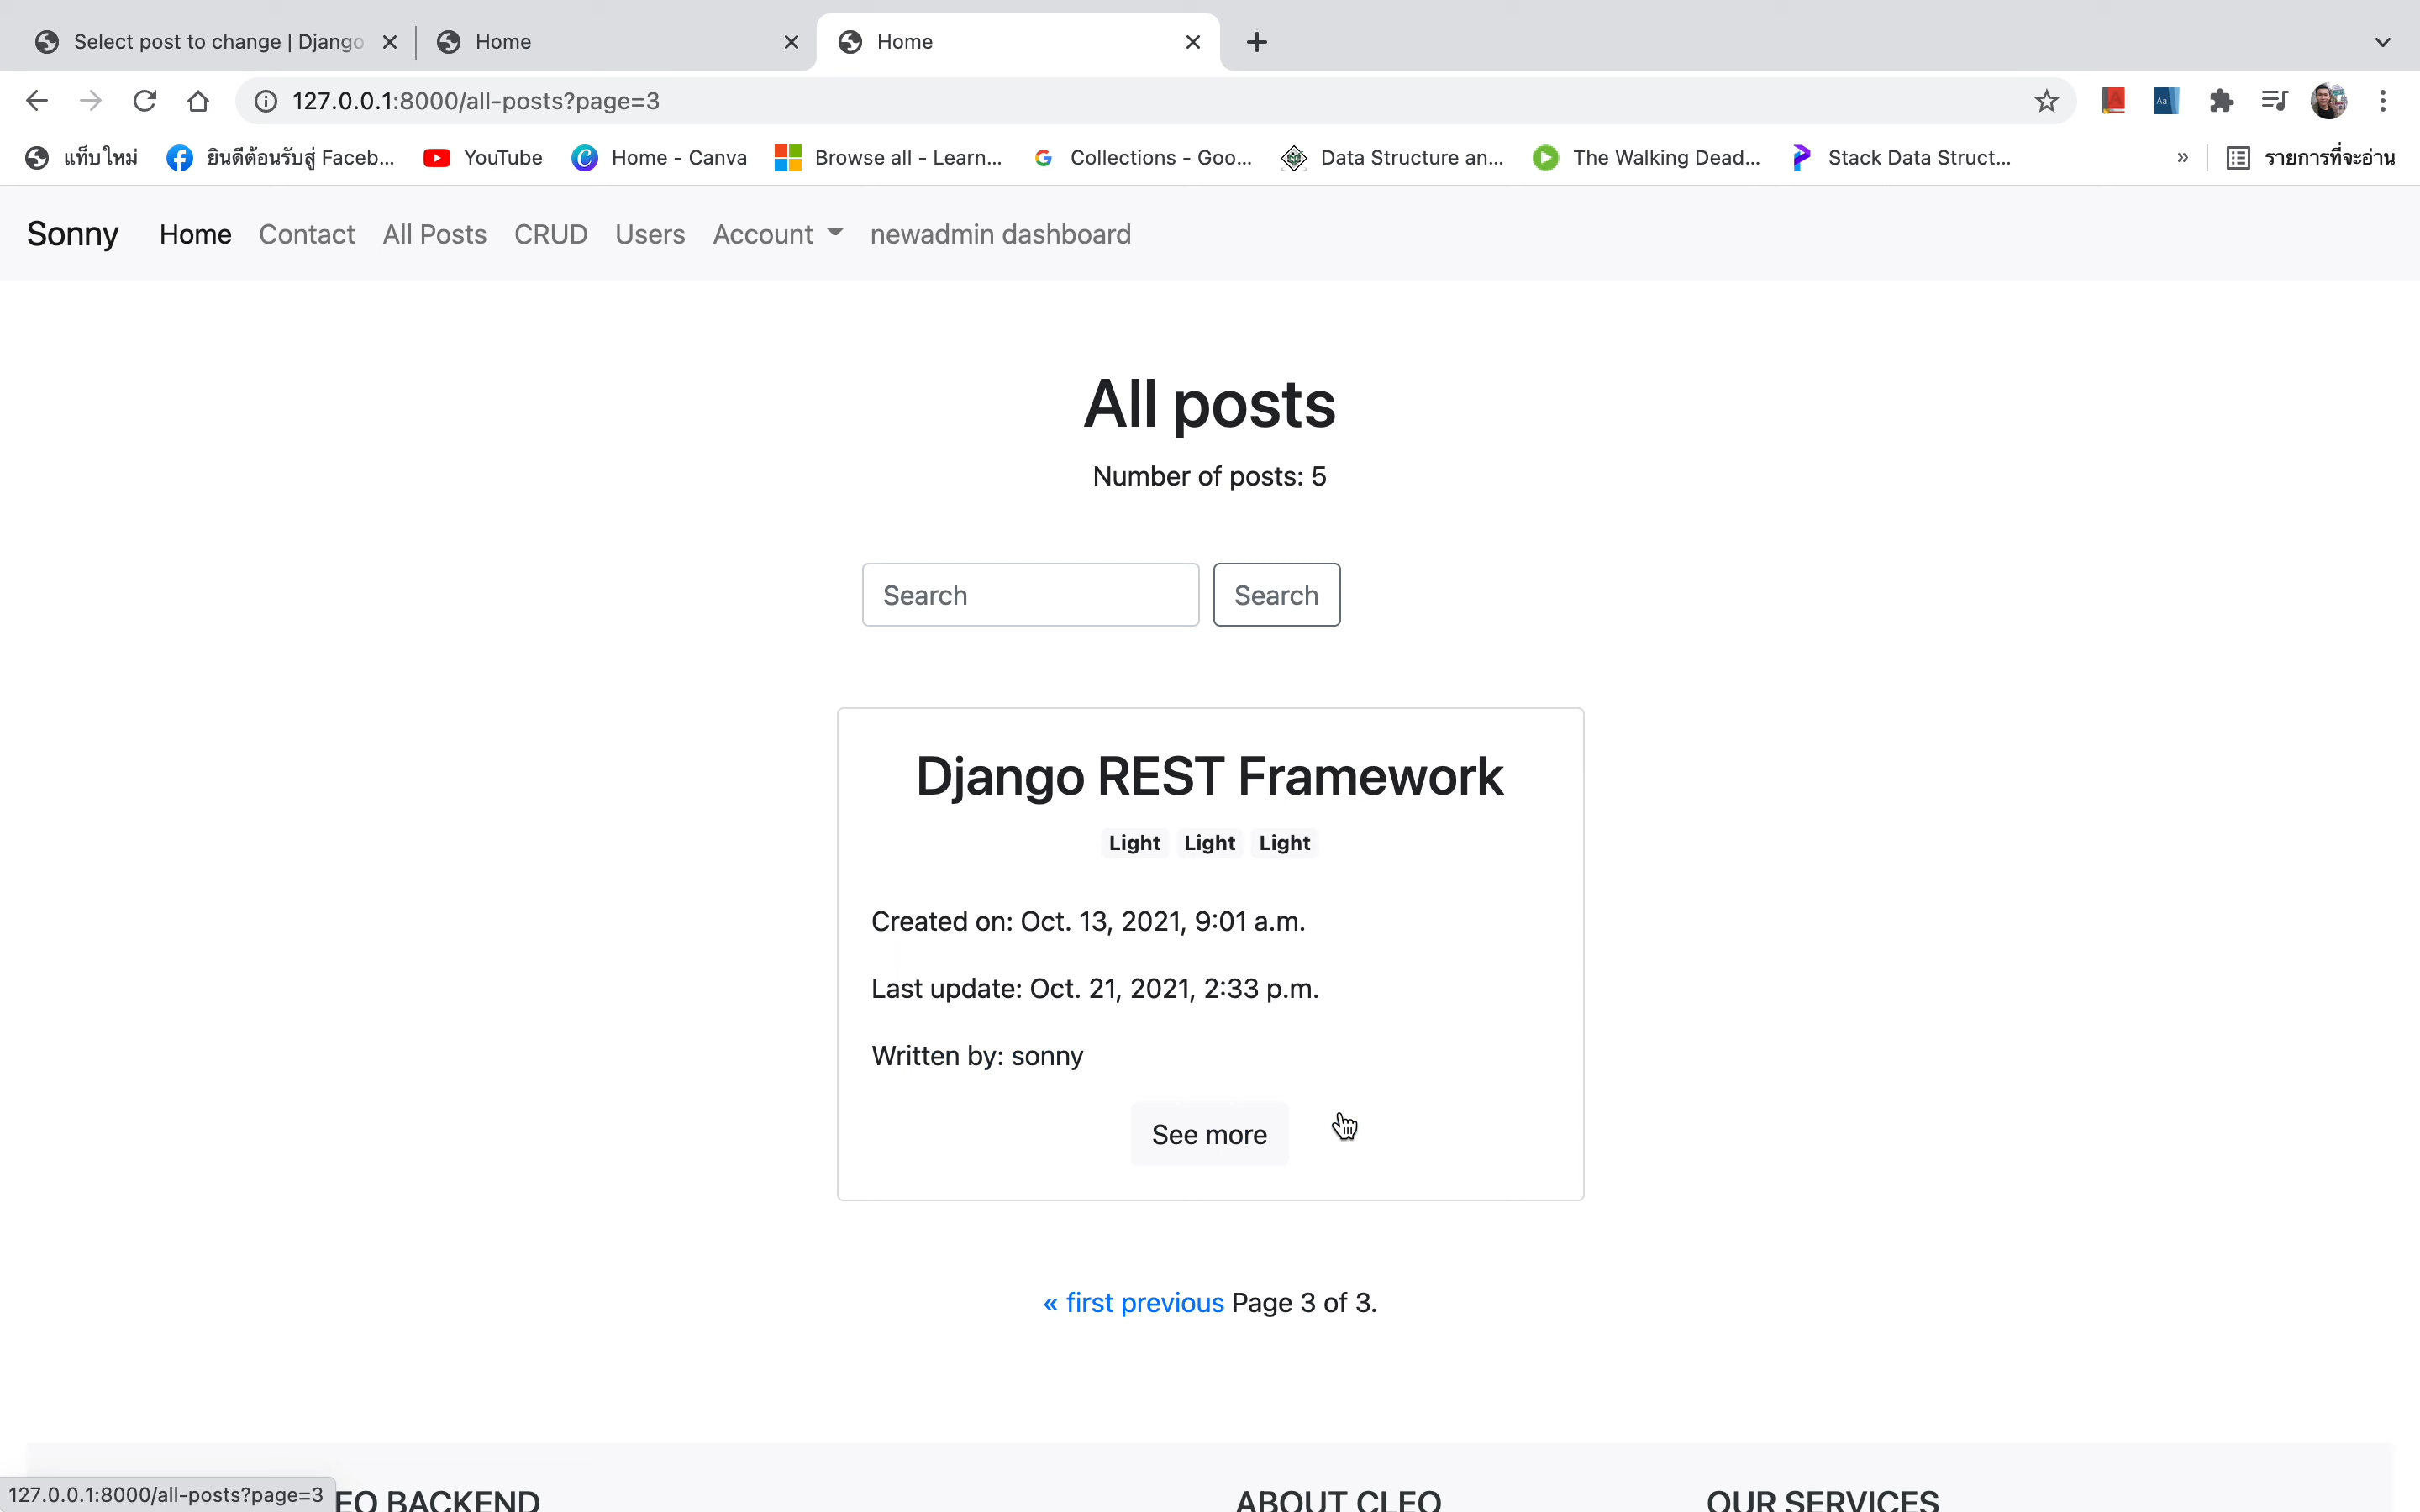 Select post to change | Django
Home
Home
127.0.0.1:8000/all-posts?page=3
แท็บใหม่
ยินดีต้อนรับสู่ Faceb...
YouTube
Home - Canva
Browse all - Learn...
Collections - Goo...
Data Structure an...
The Walking Dead...
Stack Data Struct...
»
รายการที่จะอ่าน
Sonny Home Contact All Posts CRUD Users Account newadmin dashboard
All posts
Number of posts: 5
Search Search
Django REST Framework
Light Light Light
Created on: Oct. 13, 2021, 9:01 a.m.
Last update: Oct. 21, 2021, 2:33 p.m.
Written by: sonny
See more
« first previous Page 3 of 3.
127.0.0.1:8000/all-posts?page=3
EO BACKEND
ABOUT CLEO
OUR SERVICES